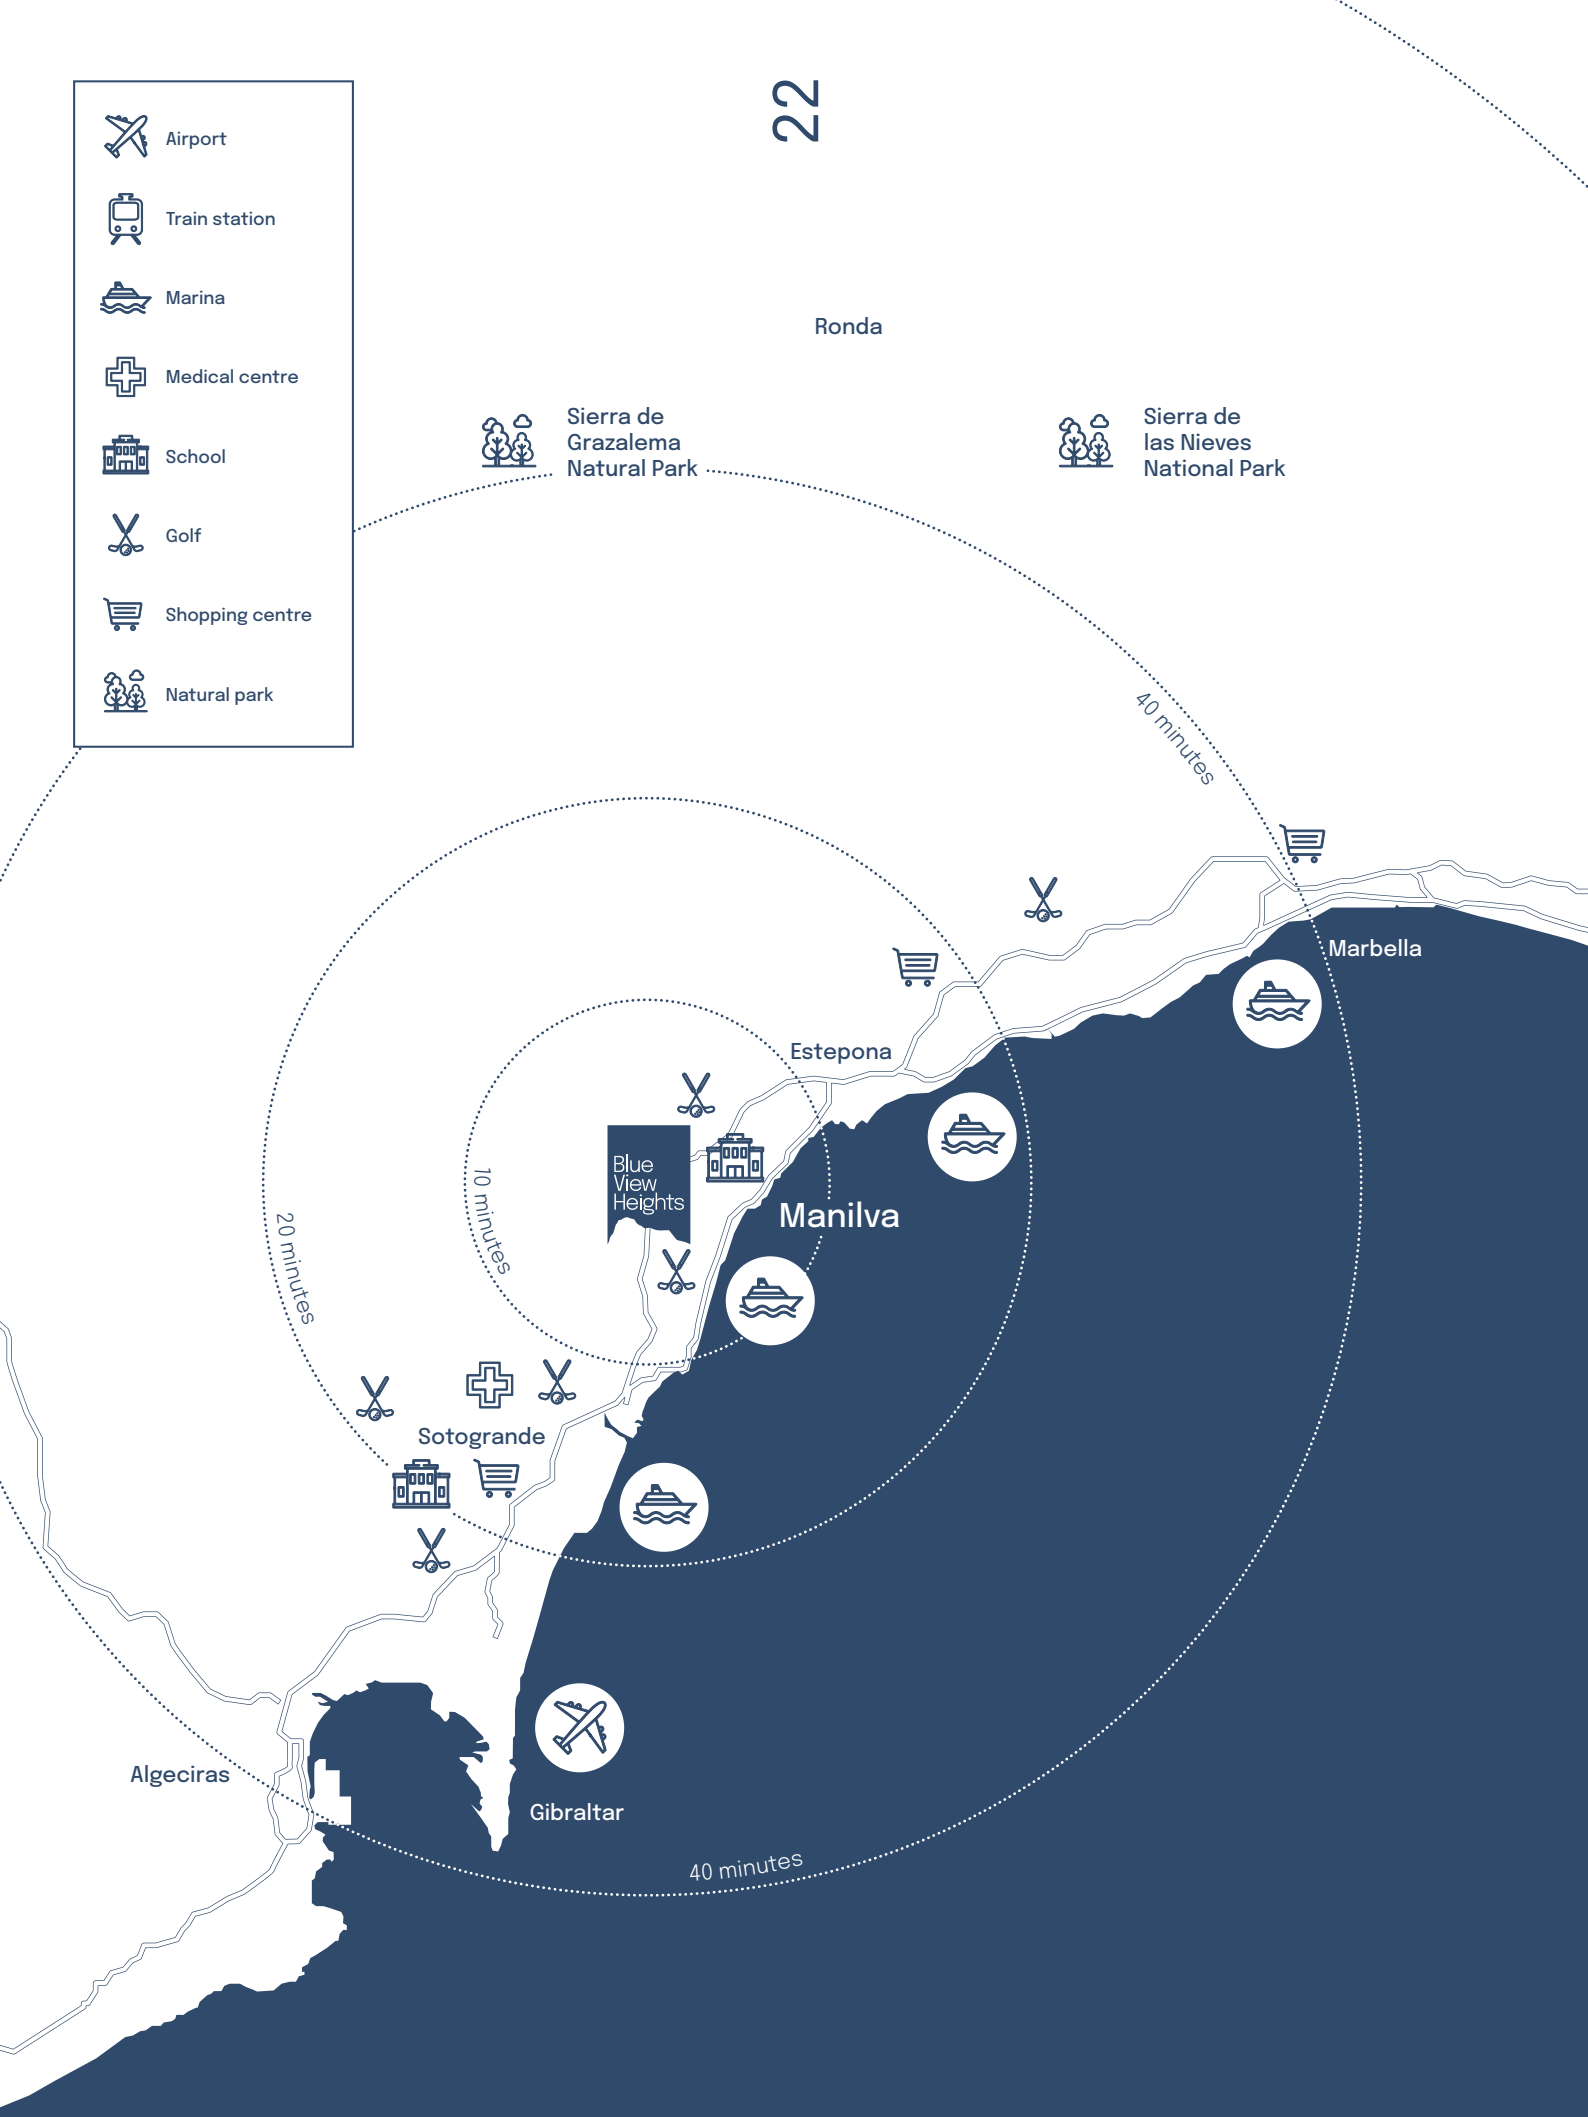 22
Airport
Train station
Marina
Medical centre
School
Golf
Shopping centre
Natural park
Ronda
Sierra de
Grazalema
Natural Park
Sierra de
las Nieves
National Park
40 minutes
Marbella
Estepona
Blue
View
Heights
10 minutes
Manilva
20 minutes
Sotogrande
Algeciras
Gibraltar
40 minutes